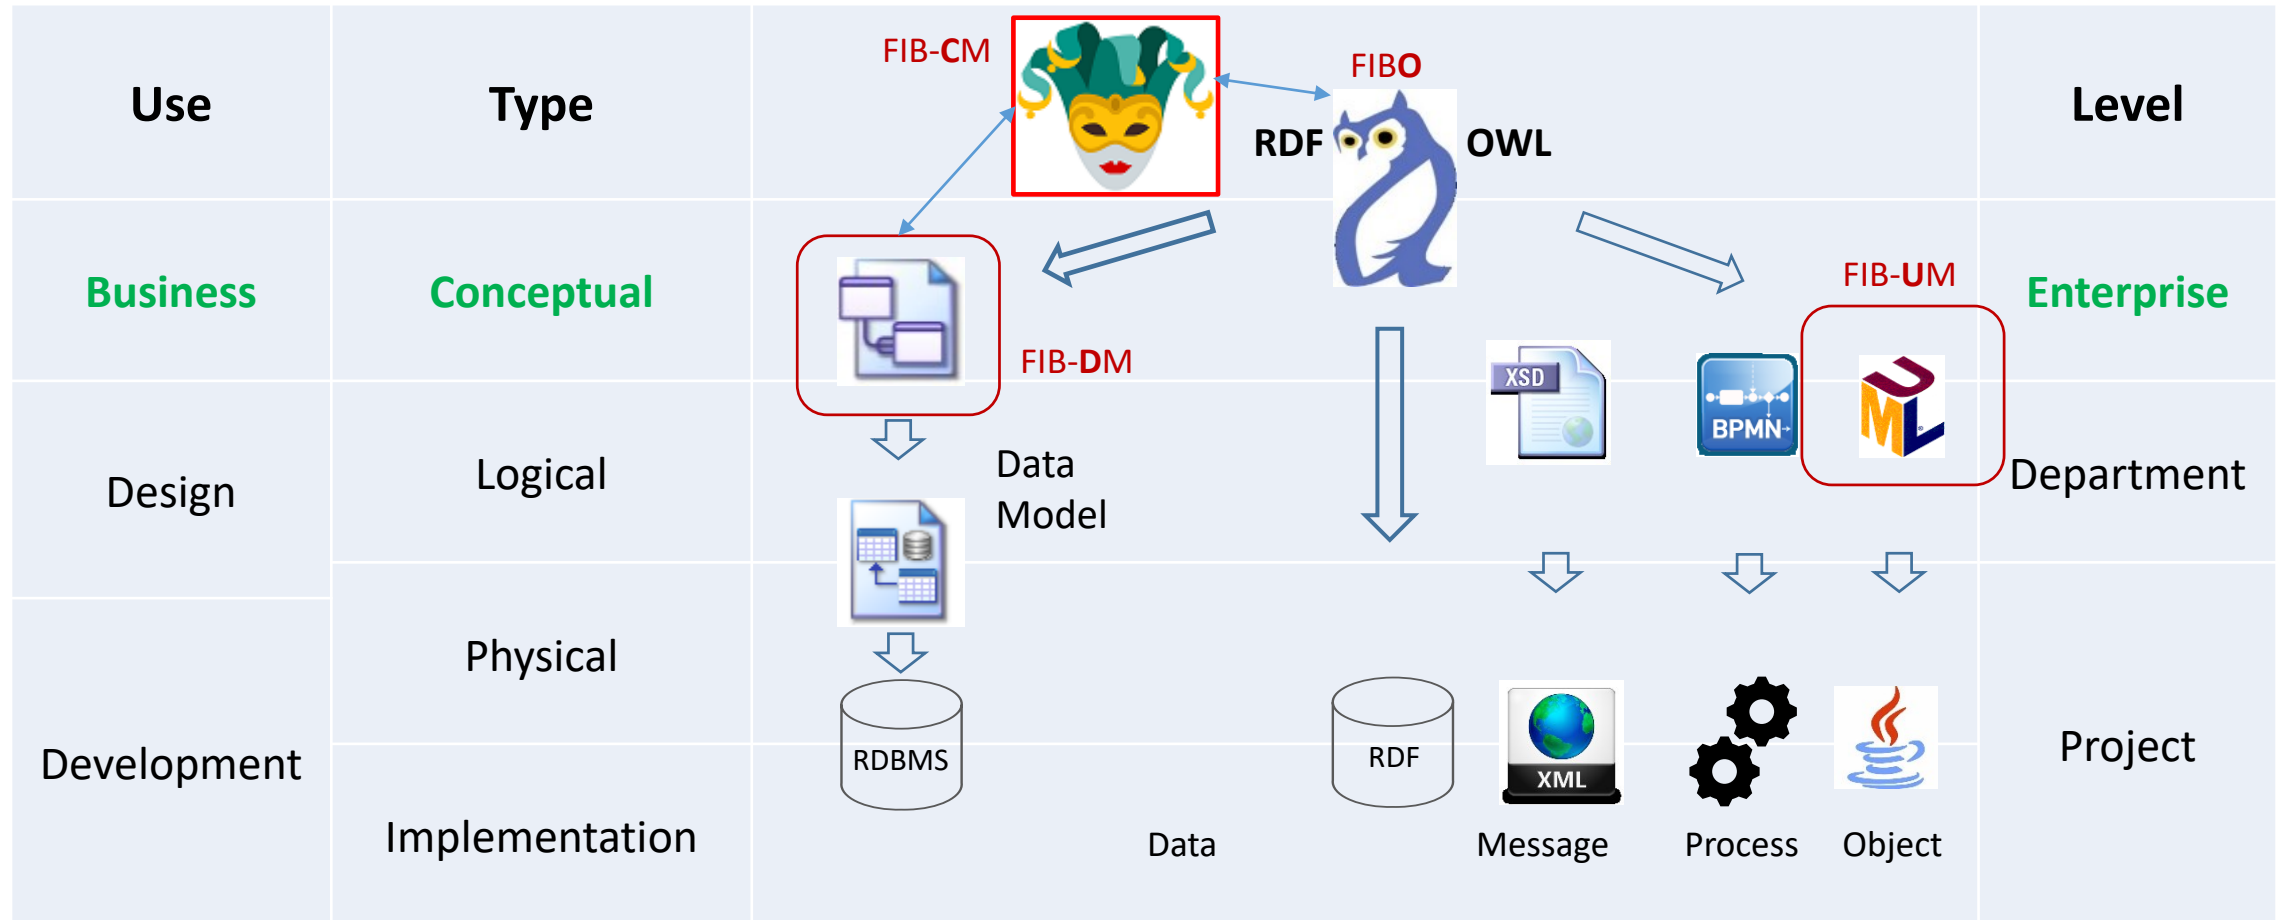 Use
Type
FIB-CM
FIBO
RDF
OWL
Level
Business
Conceptual
FIB-DM
FIB-UM
Enterprise
XSD
BPMN
UML
Design
Logical
Data
Model
Department
Physical
Development
RDBMS
RDF
XML
Project
Implementation
Data
Message
Process
Object